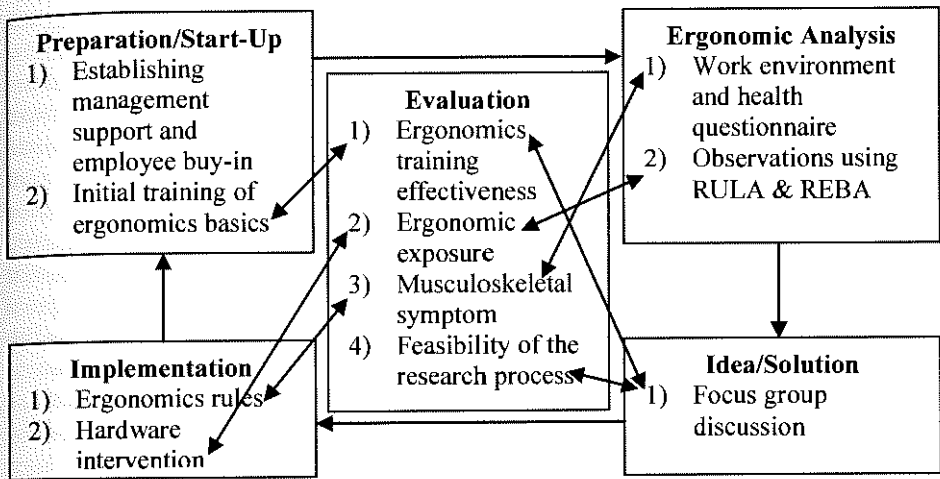 Preparation/Start-Up
1) Establishing
management
support and
employee buy-in
2) Initial training of
ergonomics basics
Evaluation
1) Ergonomics
training
effectiveness
2) Ergonomic
exposure
3) Musculoskeletal
symptom
4) Feasibility of the
research process
Ergonomic Analysis
1) Work environment
and health
questionnaire
2) Observations using
RULA & REBA
Implementation
1) Ergonomics rules
2) Hardware
intervention
Idea/Solution
1) Focus group
discussion